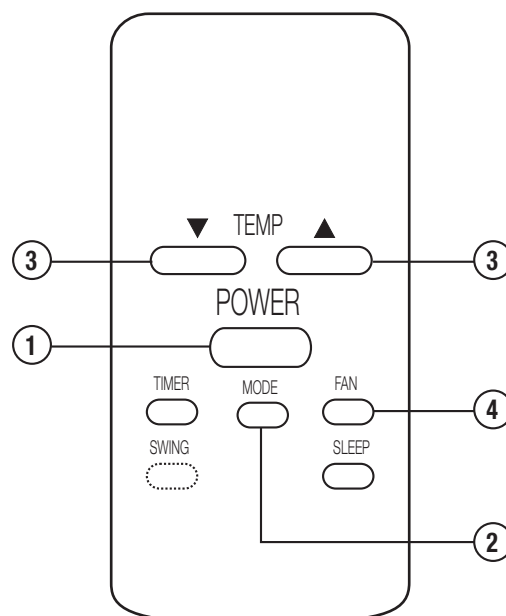 ▼ TEMP ▲
3 3
POWER
1
TIMER MODE FAN
4
SWING SLEEP
2